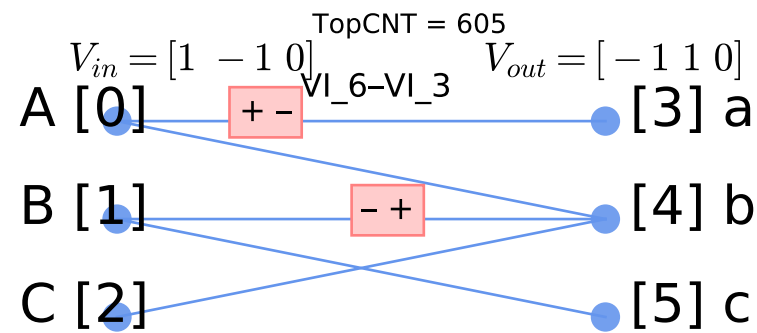 TopCNT = 605
V_in = [1 −1 0] V_out = [−1 1 0]
VI_6–VI_3
A [0] + – [3] a
B [1] – + [4] b
C [2] [5] c